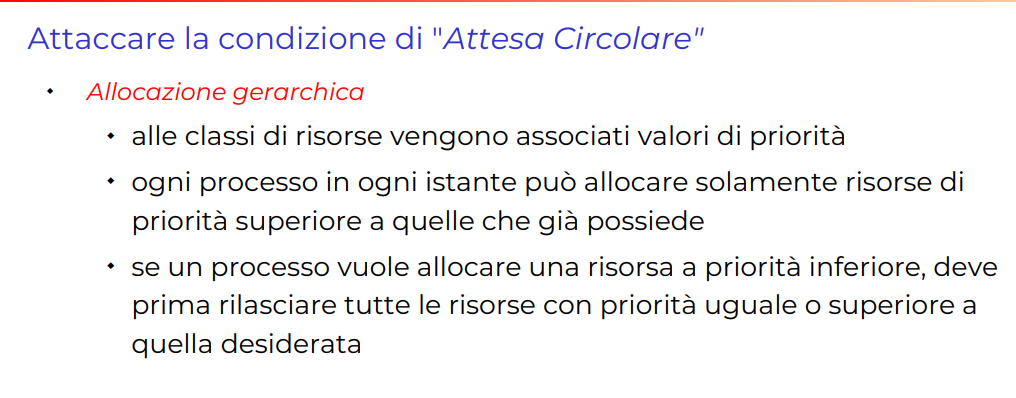 Attaccare la condizione di "Attesa Circolare"
• Allocazione gerarchica
• alle classi di risorse vengono associati valori di priorità
• ogni processo in ogni istante può allocare solamente risorse di
priorità superiore a quelle che già possiede
• se un processo vuole allocare una risorsa a priorità inferiore, deve
prima rilasciare tutte le risorse con priorità uguale o superiore a
quella desiderata